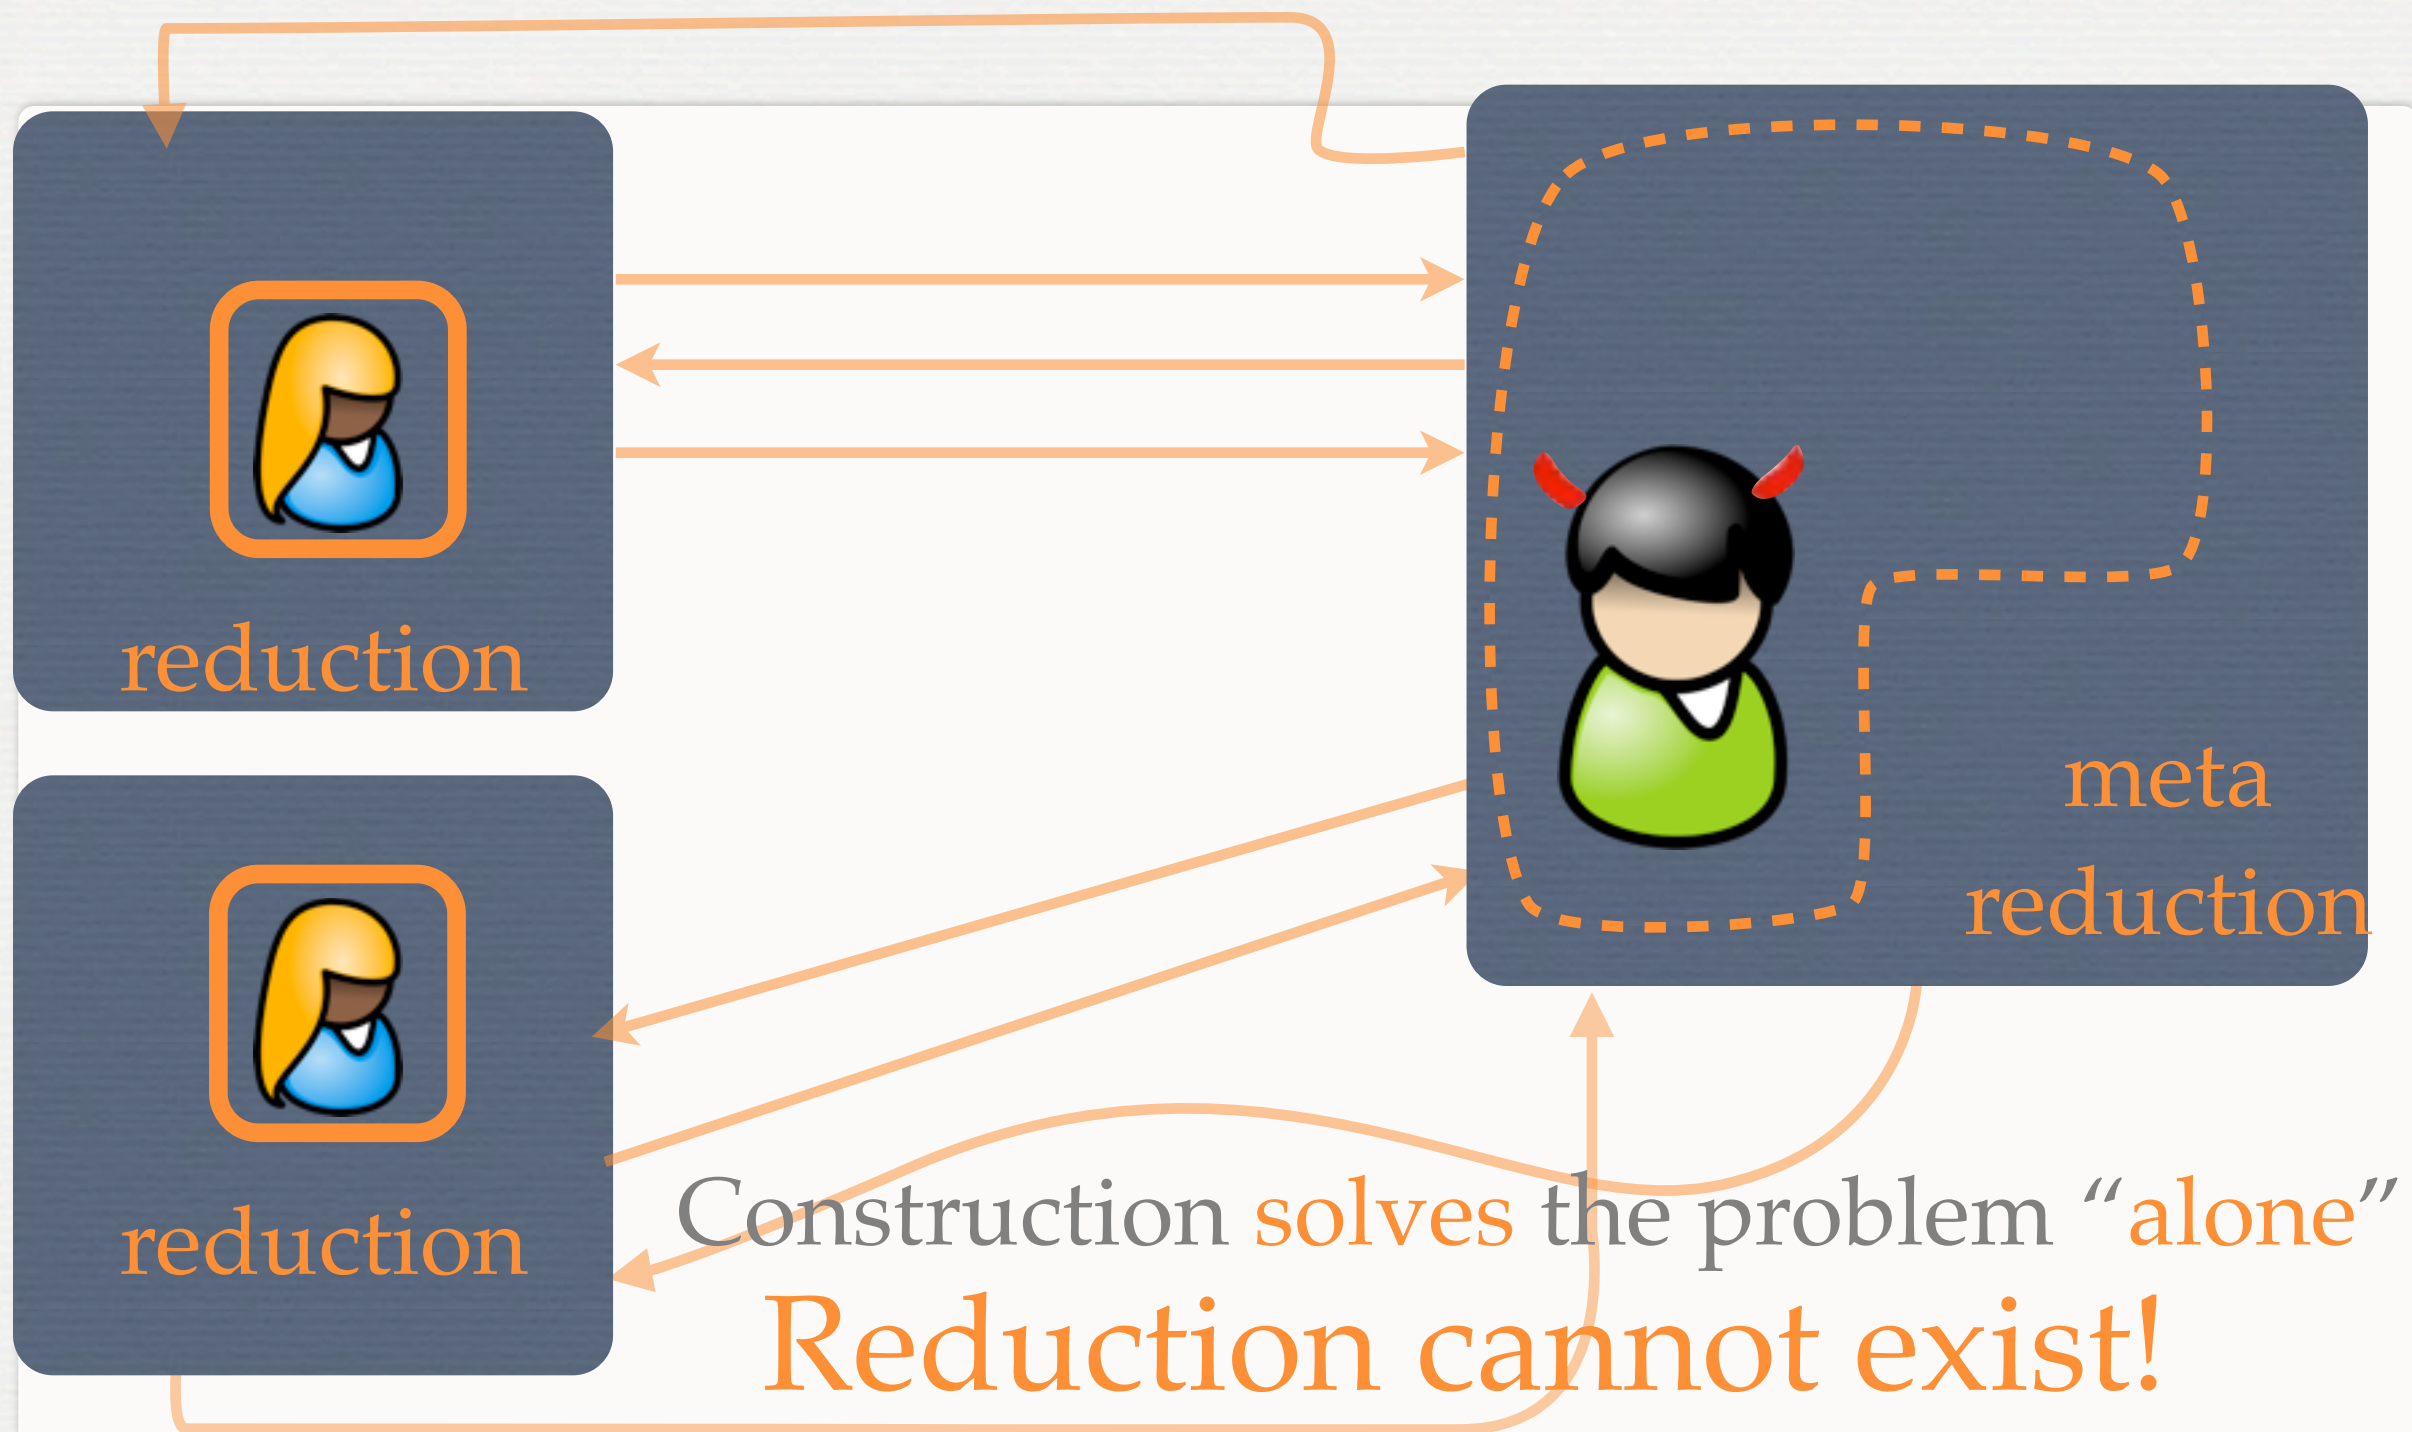 reduction
meta
reduction
reduction
Construction solves the problem “alone”
Reduction cannot exist!